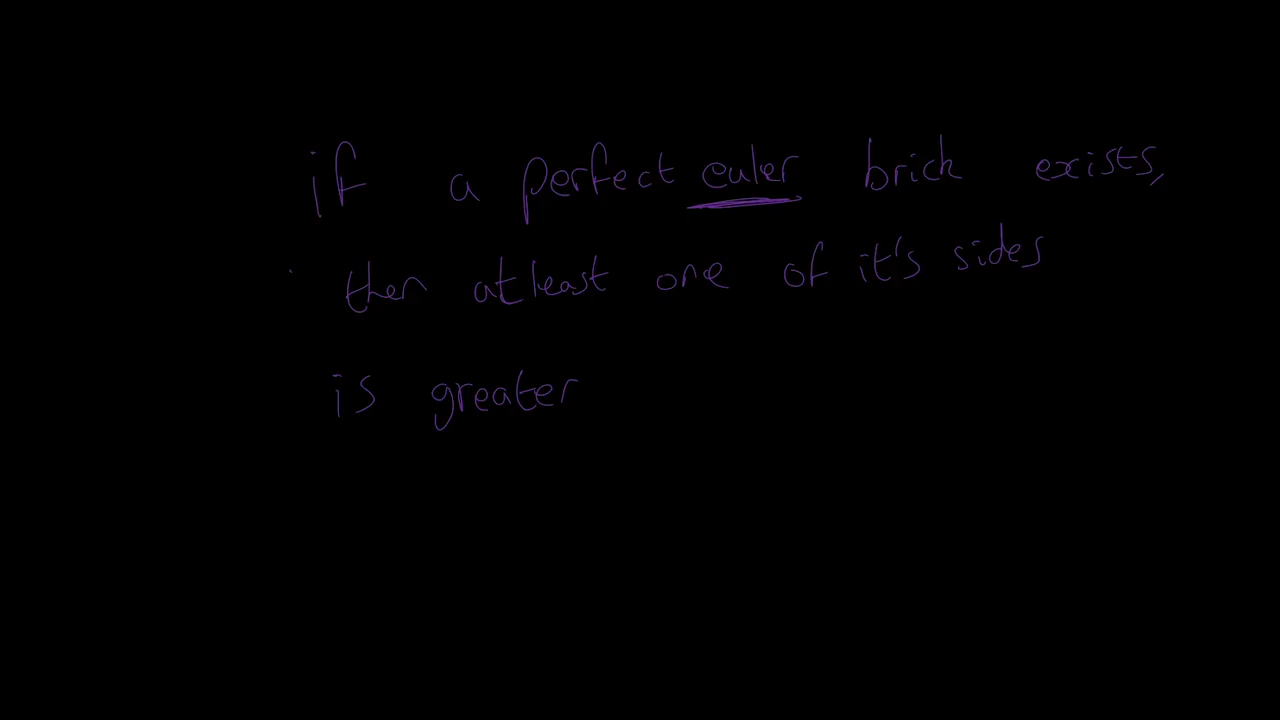 if a perfect euler brick exists,
then atleast one of it's sides
is greater